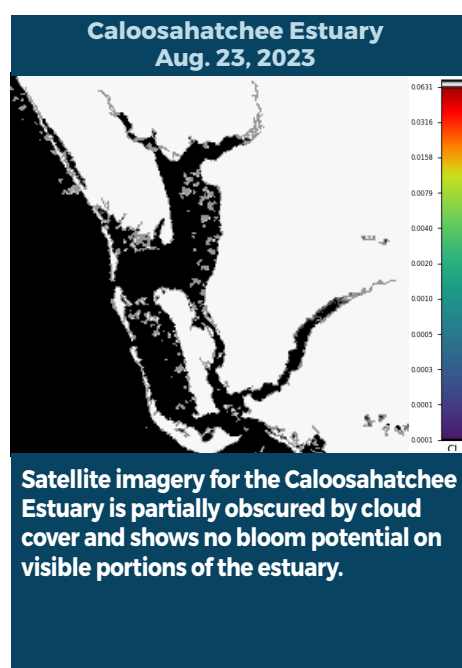 Caloosahatchee Estuary
Aug. 23, 2023
0.0631
0.0316
0.0158
0.0079
0.0040
0.0020
0.0010
0.0005
0.0003
0.0001
0.0001
CI
Satellite imagery for the Caloosahatchee
Estuary is partially obscured by cloud
cover and shows no bloom potential on
visible portions of the estuary.